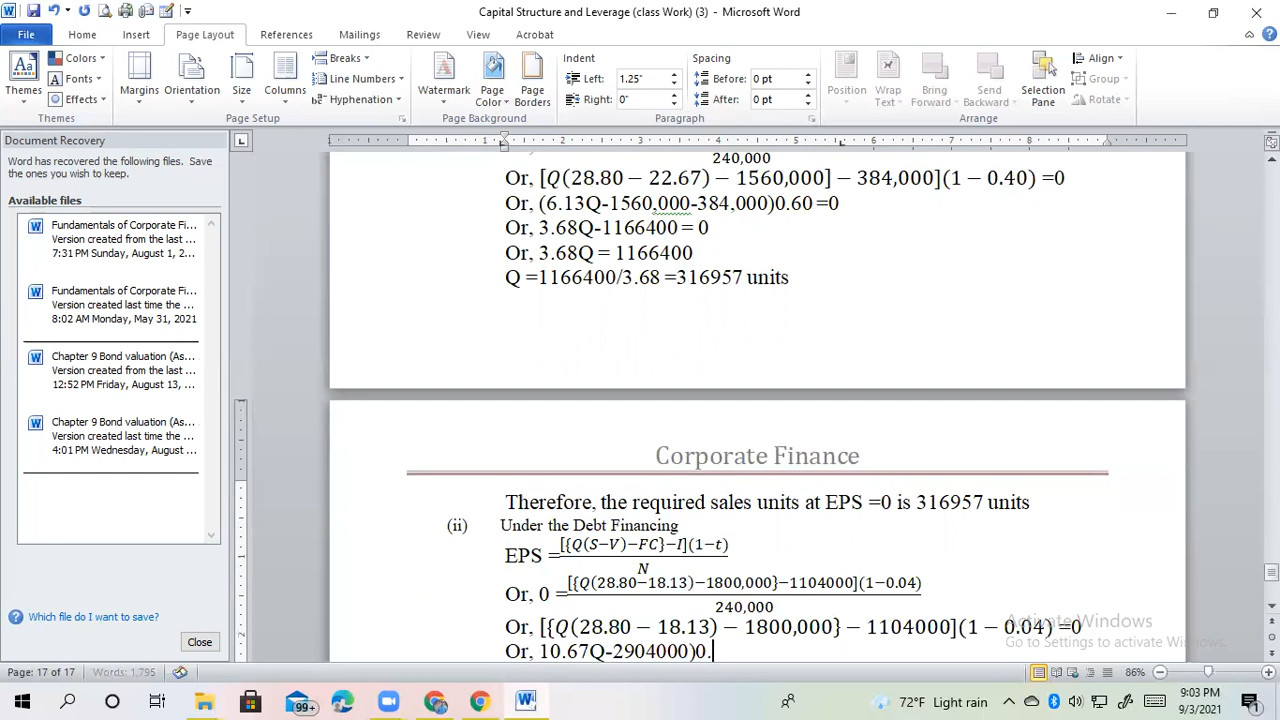 Capital Structure and Leverage (class Work) (3) - Microsoft Word
File Home Insert Page Layout References Mailings Review View Add-Ins Acrobat
Aa Themes Colors Fonts Effects Themes
Margins Orientation Size Columns Breaks Line Numbers Hyphenation Page Setup
Watermark Page Color Page Borders Page Background
Indent Left: 1.25" Right: 0" Spacing Before: 0 pt After: 0 pt Paragraph
Position Wrap Text Bring Forward Send Backward Selection Pane Align Group Rotate Arrange
Document Recovery
Word has recovered the following files. Save
the ones you wish to keep.
Available files
Fundamentals of Corporate Fi...
Version created from the last ...
7:31 PM Sunday, August 1, 2...
Fundamentals of Corporate Fi...
Version created last time the ...
8:02 AM Monday, May 31, 2021
Chapter 9 Bond valuation (As...
Version created from the last ...
12:52 PM Friday, August 13, ...
Chapter 9 Bond valuation (As...
Version created last time the ...
4:01 PM Wednesday, August ...
Which file do I want to save?
Close
1 2 3 4 5 6 7 8
240,000
Or, [Q(28.80 − 22.67) − 1560,000] − 384,000](1 − 0.40) =0
Or, (6.13Q-1560,000-384,000)0.60 =0
Or, 3.68Q-1166400 = 0
Or, 3.68Q = 1166400
Q =1166400/3.68 =316957 units
Corporate Finance
Therefore, the required sales units at EPS =0 is 316957 units
(ii) Under the Debt Financing
EPS = [{Q(S−V)−FC}−I](1−t)
N
Or, 0 = [{Q(28.80−18.13)−1800,000}−1104000](1−0.04)
240,000
Or, [{Q(28.80 − 18.13) − 1800,000} − 1104000](1 − 0.04) =0
Or, 10.67Q-2904000)0.
Activate Windows
Go to Settings to activate Windows.
Page: 17 of 17 Words: 1,795 86%
99+ 72°F Light rain 9:03 PM
9/3/2021